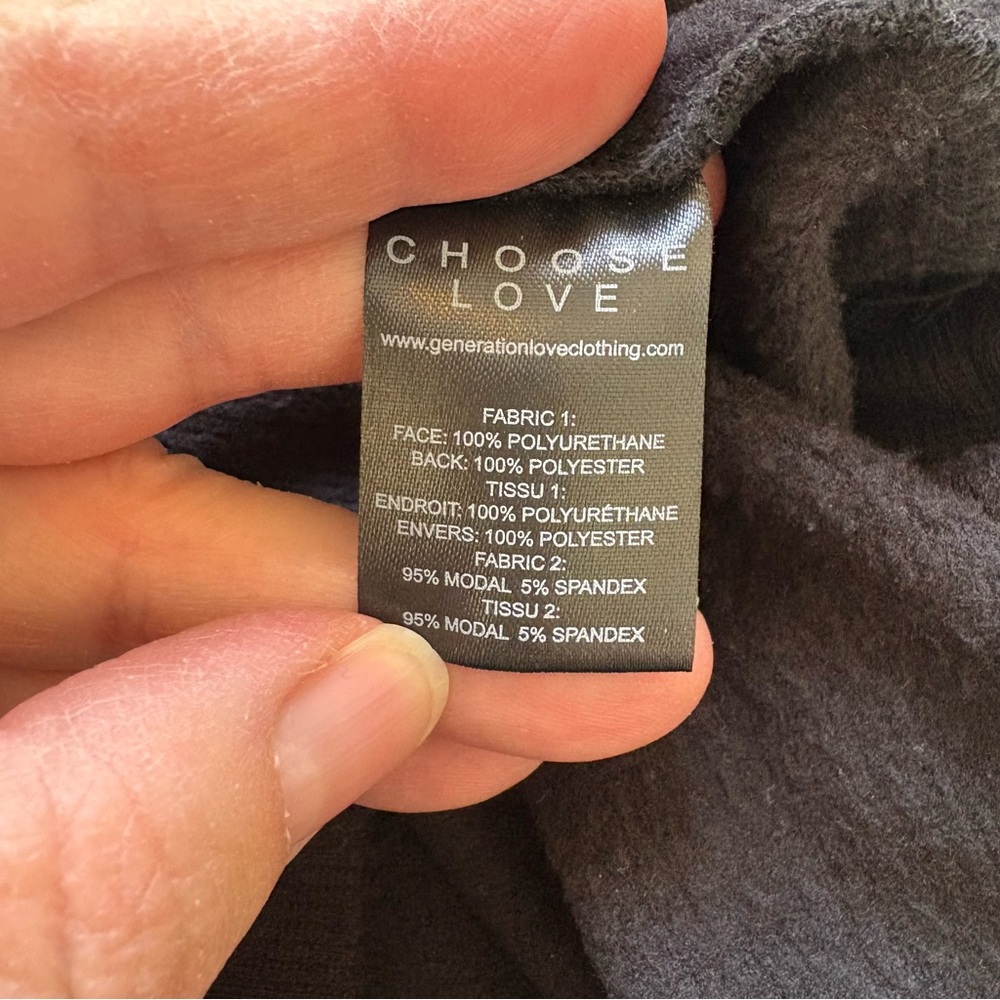 CHOOSE
LOVE
www.generationloveclothing.com
FABRIC 1:
FACE: 100% POLYURETHANE
BACK: 100% POLYESTER
TISSU 1:
ENDROIT: 100% POLYURÉTHANE
ENVERS: 100% POLYESTER
FABRIC 2:
95% MODAL 5% SPANDEX
TISSU 2:
95% MODAL 5% SPANDEX